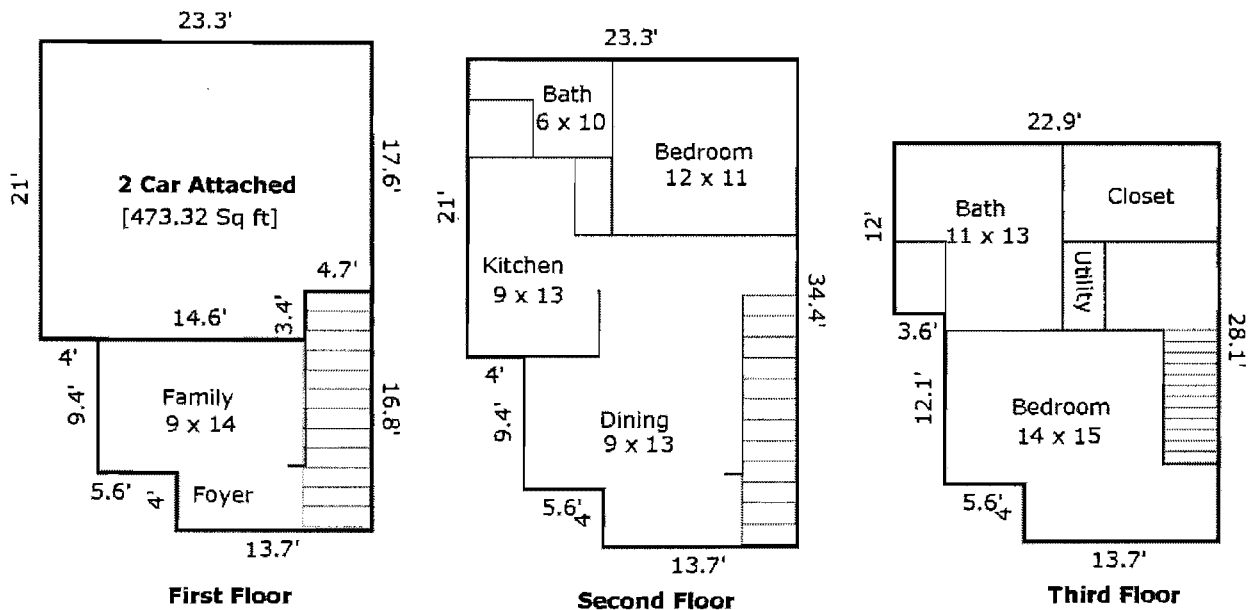 23.3'
21'
2 Car Attached
[473.32 Sq ft]
17.6'
4.7'
14.6'
3.4'
4'
9.4'
Family
9 x 14
16.8'
5.6'
4'
Foyer
13.7'
First Floor
23.3'
Bath
6 x 10
Bedroom
12 x 11
21'
Kitchen
9 x 13
34.4'
4'
9.4'
Dining
9 x 13
5.6'
4'
13.7'
Second Floor
22.9'
Bath
11 x 13
Closet
12'
Utility
3.6'
28.1'
12.1'
Bedroom
14 x 15
5.6'
4'
13.7'
Third Floor